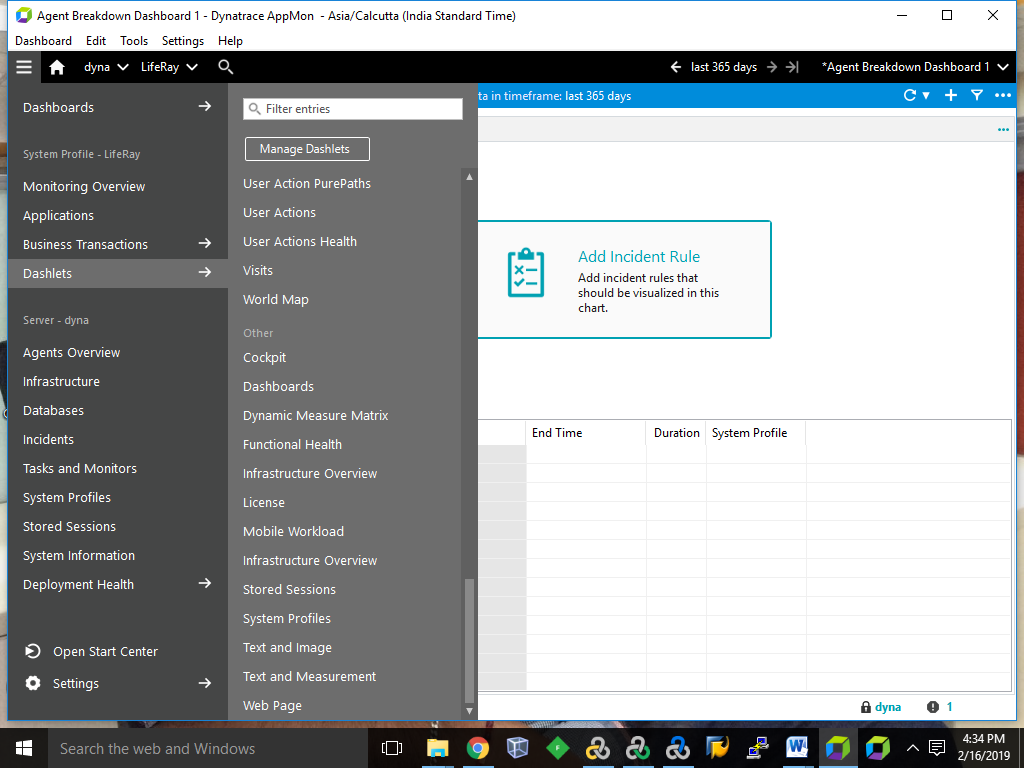 Agent Breakdown Dashboard 1 - Dynatrace AppMon - Asia/Calcutta (India Standard Time)
Dashboard Edit Tools Settings Help
dyna LifeRay last 365 days *Agent Breakdown Dashboard 1
ta in timeframe: last 365 days
Dashboards
System Profile - LifeRay
Monitoring Overview
Applications
Business Transactions
Dashlets
Server - dyna
Agents Overview
Infrastructure
Databases
Incidents
Tasks and Monitors
System Profiles
Stored Sessions
System Information
Deployment Health
Open Start Center
Settings
Filter entries
Manage Dashlets
User Action PurePaths
User Actions
User Actions Health
Visits
World Map
Other
Cockpit
Dashboards
Dynamic Measure Matrix
Functional Health
Infrastructure Overview
License
Mobile Workload
Infrastructure Overview
Stored Sessions
System Profiles
Text and Image
Text and Measurement
Web Page
Add Incident Rule
Add incident rules that
should be visualized in this
chart.
End Time Duration System Profile
dyna 1
Search the web and Windows
4:34 PM
2/16/2019